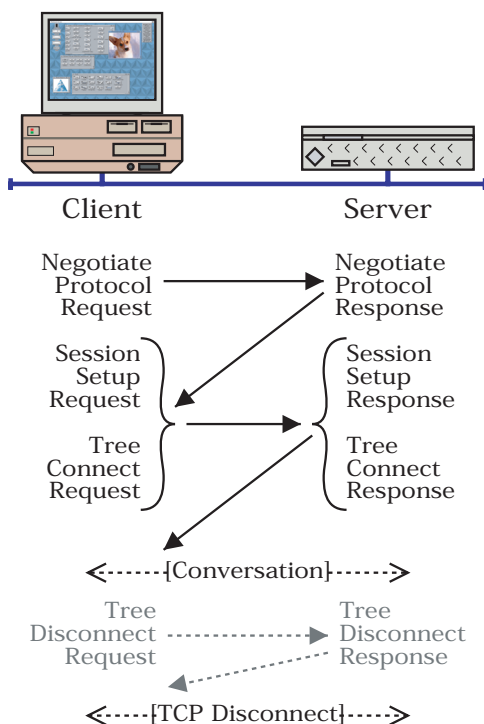 Client
Server
Negotiate
Protocol
Request
Negotiate
Protocol
Response
Session
Setup
Request
Session
Setup
Response
Tree
Connect
Request
Tree
Connect
Response
[Conversation]
Tree
Disconnect
Request
Tree
Disconnect
Response
[TCP Disconnect]